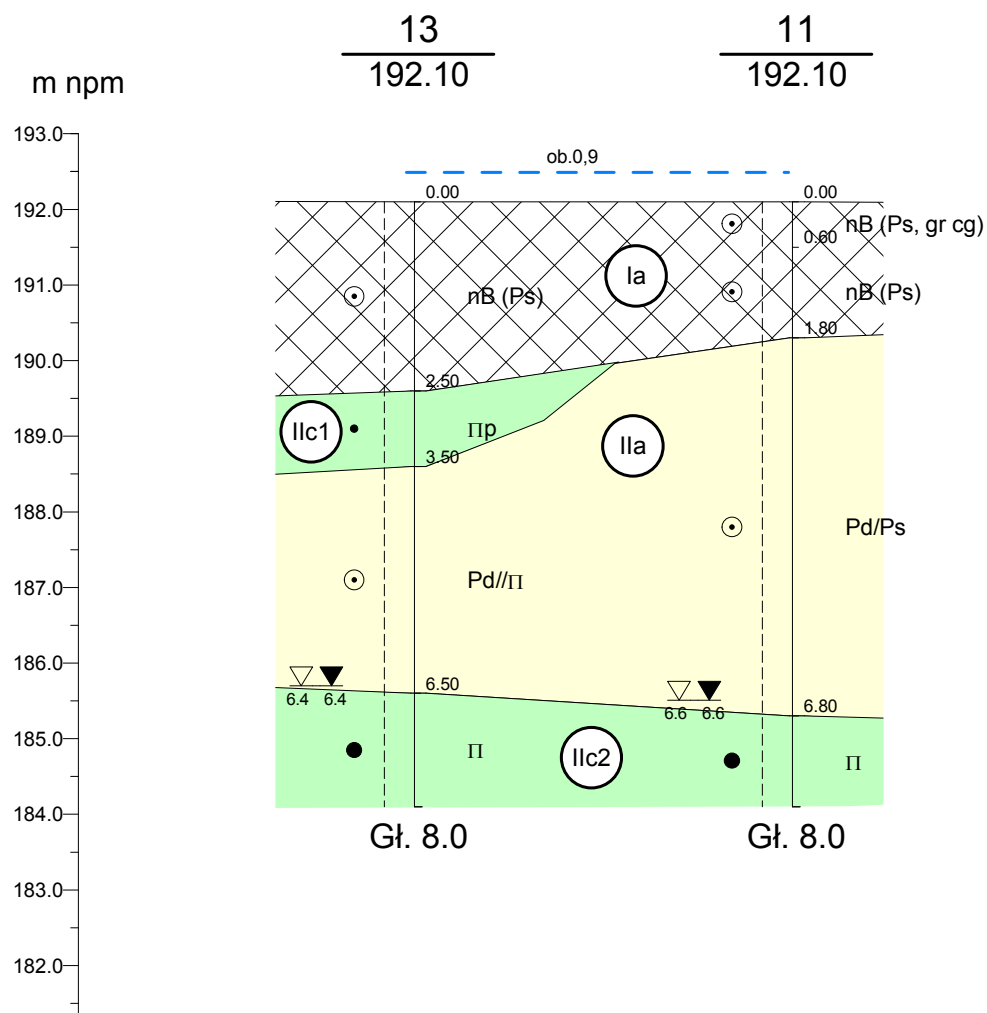 13 11
192.10 192.10
m npm
193.0
ob.0,9
0.00 0.00
192.0
nB (Ps, gr cg)
0.60
Ia
191.0
nB (Ps) nB (Ps)
1.80
190.0
2.50
IIc1 Πp IIa
189.0
3.50
188.0
Pd/Ps
187.0
Pd//Π
186.0
6.50
6.4 6.4 6.6 6.6 6.80
185.0
Π IIc2 Π
184.0
Gł. 8.0 Gł. 8.0
183.0
182.0